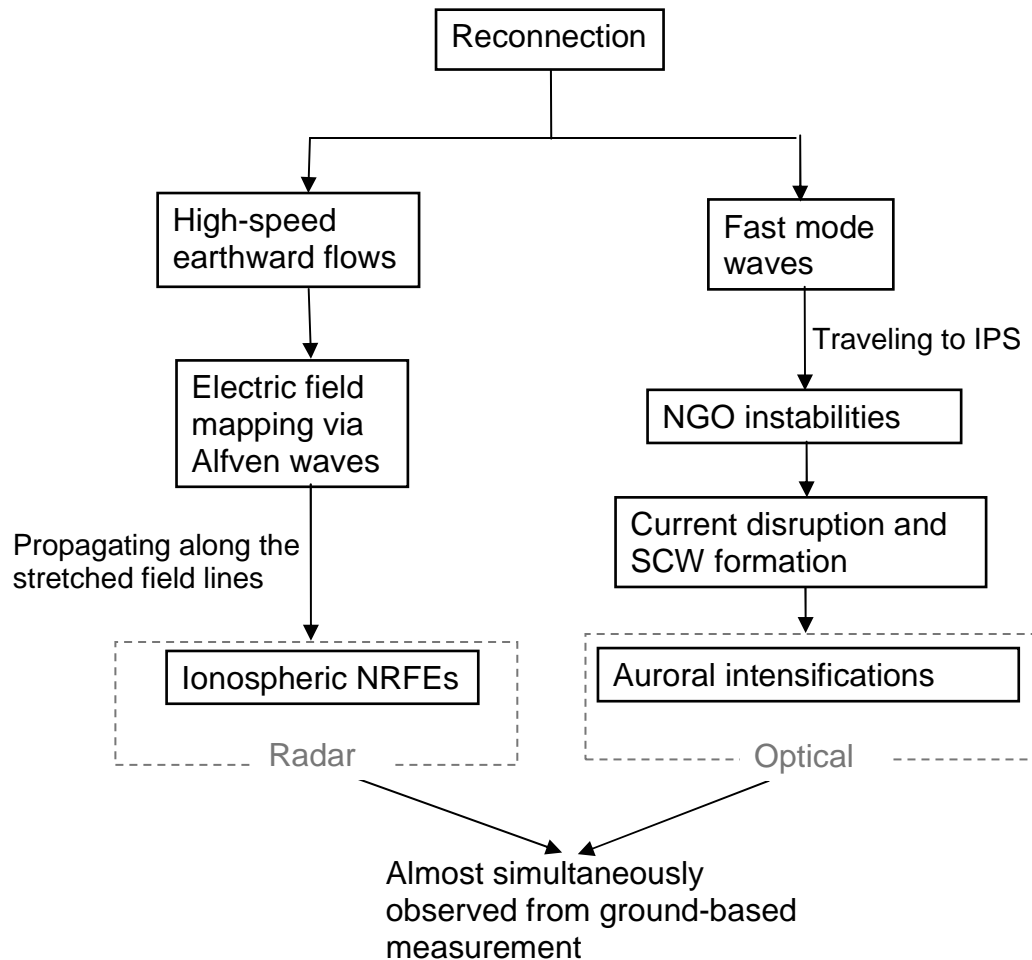 Reconnection
High-speed
earthward flows
Fast mode
waves
Traveling to IPS
Electric field
mapping via
Alfven waves
NGO instabilities
Current disruption and
SCW formation
Propagating along the
stretched field lines
Ionospheric NRFEs
Auroral intensifications
Radar
Optical
Almost simultaneously
observed from ground-based
measurement